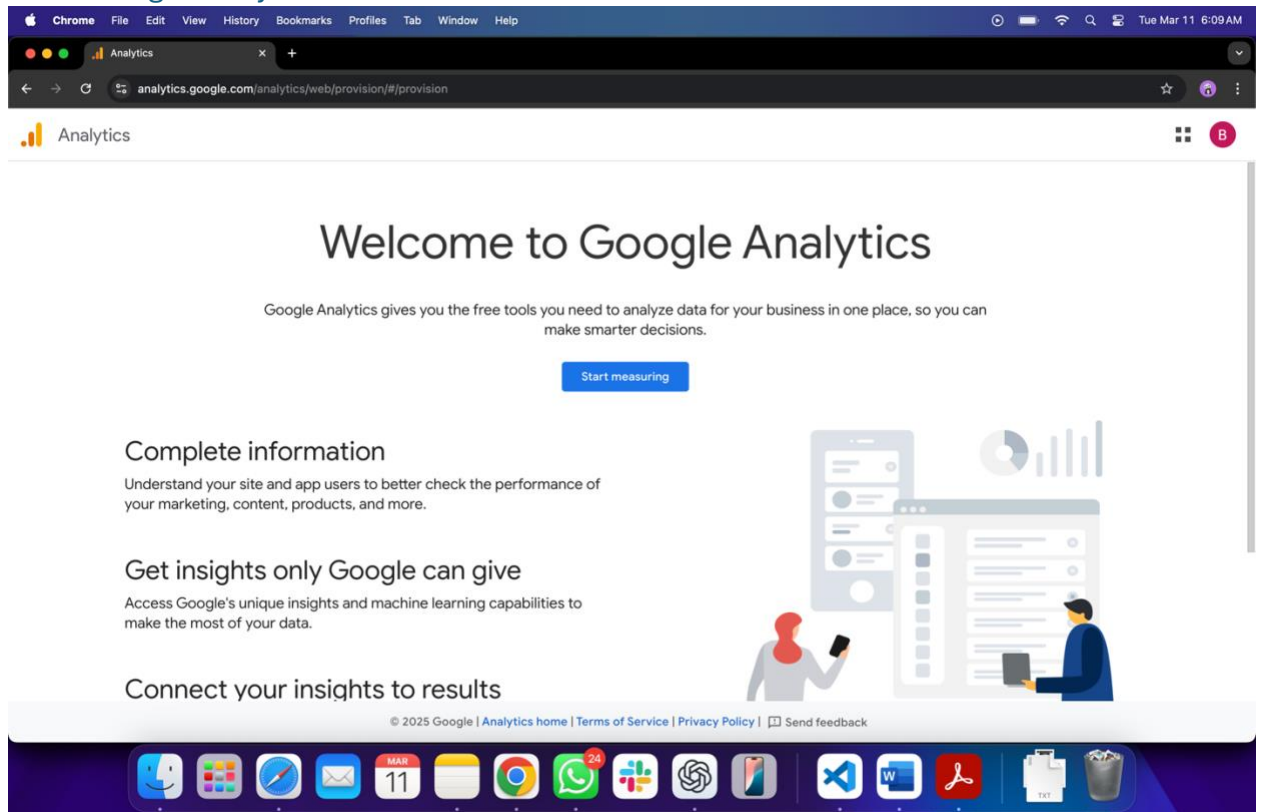 Chrome File Edit View History Bookmarks Profiles Tab Window Help Tue Mar 11 6:09 AM
Analytics
analytics.google.com/analytics/web/provision/#/provision
Analytics
B
Welcome to Google Analytics
Google Analytics gives you the free tools you need to analyze data for your business in one place, so you can
make smarter decisions.
Start measuring
Complete information
Understand your site and app users to better check the performance of
your marketing, content, products, and more.
Get insights only Google can give
Access Google's unique insights and machine learning capabilities to
make the most of your data.
Connect your insights to results
© 2025 Google | Analytics home | Terms of Service | Privacy Policy | Send feedback
MAR
11
24
W
TXT